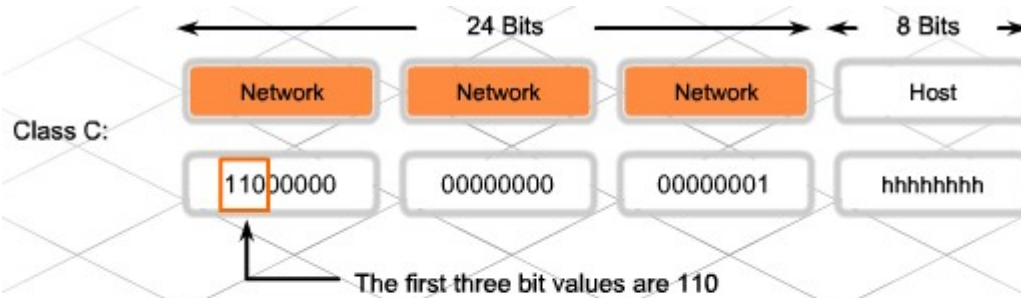 24 Bits 8 Bits
Network Network Network Host
Class C:
11000000 00000000 00000001 hhhhhhhh
The first three bit values are 110